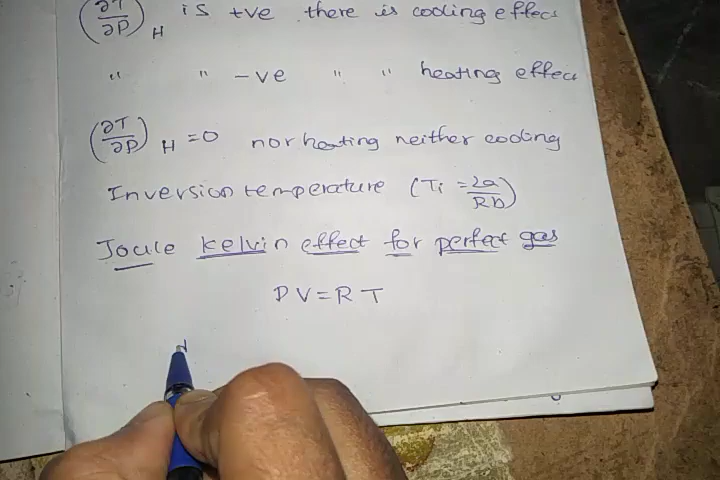 (∂T/∂P)H is +ve there is cooling effect
" " -ve " " heating effect
(∂T/∂P)H =0 nor heating neither cooling
Inversion temperature (Ti = 2a/Rb)
Joule kelvin effect for perfect gas
PV=RT